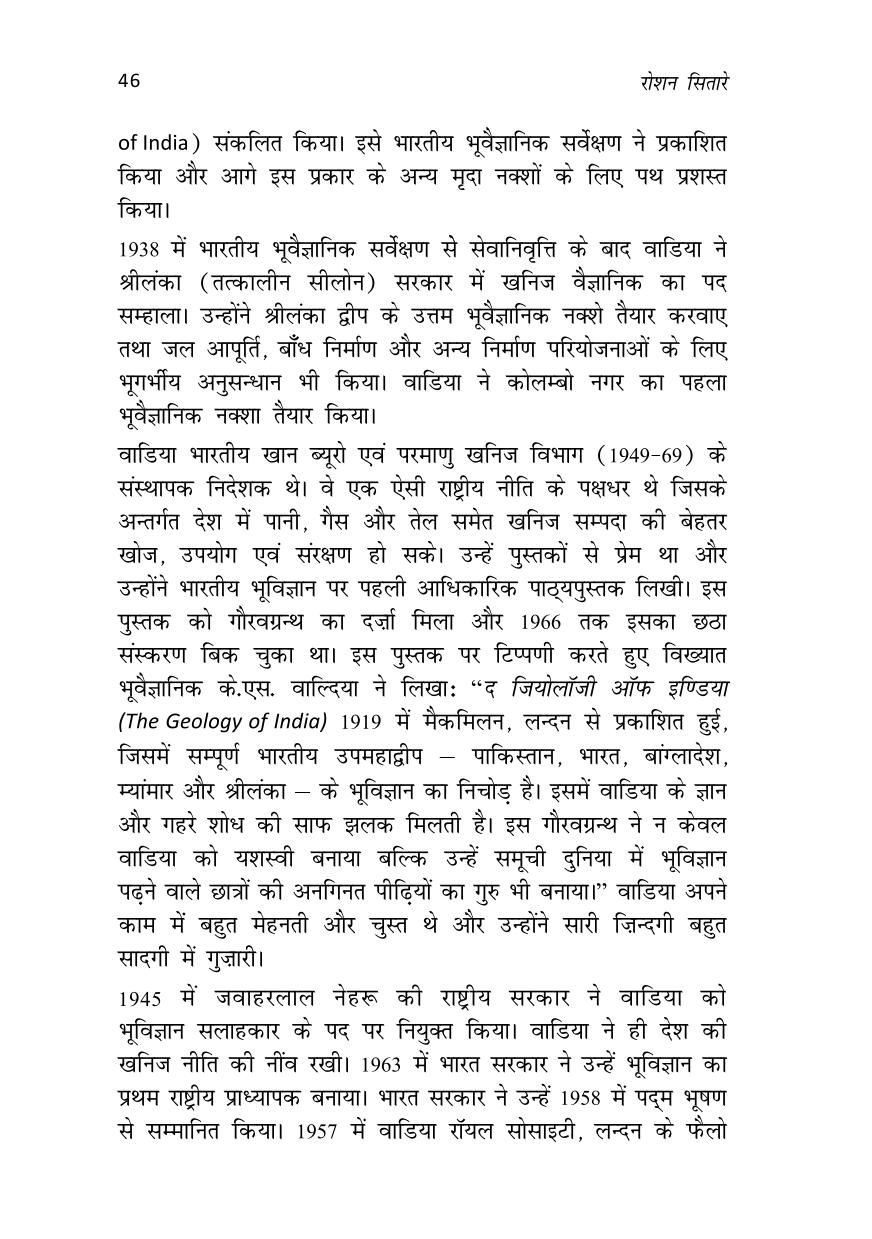 46 रोशन सितारे
of India) संकलित किया। इसे भारतीय भूवैज्ञानिक सर्वेक्षण ने प्रकाशित
किया और आगे इस प्रकार के अन्य मृदा नक्शों के लिए पथ प्रशस्त
किया।
1938 में भारतीय भूवैज्ञानिक सर्वेक्षण से सेवानिवृत्ति के बाद वाडिया ने
श्रीलंका (तत्कालीन सीलोन) सरकार में खनिज वैज्ञानिक का पद
सम्हाला। उन्होंने श्रीलंका द्वीप के उत्तम भूवैज्ञानिक नक्शे तैयार करवाए
तथा जल आपूर्ति, बाँध निर्माण और अन्य निर्माण परियोजनाओं के लिए
भूगर्भीय अनुसन्धान भी किया। वाडिया ने कोलम्बो नगर का पहला
भूवैज्ञानिक नक्शा तैयार किया।
वाडिया भारतीय खान ब्यूरो एवं परमाणु खनिज विभाग (1949-69) के
संस्थापक निदेशक थे। वे एक ऐसी राष्ट्रीय नीति के पक्षधर थे जिसके
अन्तर्गत देश में पानी, गैस और तेल समेत खनिज सम्पदा की बेहतर
खोज, उपयोग एवं संरक्षण हो सके। उन्हें पुस्तकों से प्रेम था और
उन्होंने भारतीय भूविज्ञान पर पहली आधिकारिक पाठ्यपुस्तक लिखी। इस
पुस्तक को गौरवग्रन्थ का दर्ज़ा मिला और 1966 तक इसका छठा
संस्करण बिक चुका था। इस पुस्तक पर टिप्पणी करते हुए विख्यात
भूवैज्ञानिक के.एस. वाल्दिया ने लिखा: “द जियोलॉजी ऑफ इण्डिया
(The Geology of India) 1919 में मैकमिलन, लन्दन से प्रकाशित हुई,
जिसमें सम्पूर्ण भारतीय उपमहाद्वीप – पाकिस्तान, भारत, बांग्लादेश,
म्यांमार और श्रीलंका – के भूविज्ञान का निचोड़ है। इसमें वाडिया के ज्ञान
और गहरे शोध की साफ झलक मिलती है। इस गौरवग्रन्थ ने न केवल
वाडिया को यशस्वी बनाया बल्कि उन्हें समूची दुनिया में भूविज्ञान
पढ़ने वाले छात्रों की अनगिनत पीढ़ियों का गुरु भी बनाया।” वाडिया अपने
काम में बहुत मेहनती और चुस्त थे और उन्होंने सारी ज़िन्दगी बहुत
सादगी में गुज़ारी।
1945 में जवाहरलाल नेहरू की राष्ट्रीय सरकार ने वाडिया को
भूविज्ञान सलाहकार के पद पर नियुक्त किया। वाडिया ने ही देश की
खनिज नीति की नींव रखी। 1963 में भारत सरकार ने उन्हें भूविज्ञान का
प्रथम राष्ट्रीय प्राध्यापक बनाया। भारत सरकार ने उन्हें 1958 में पद्म भूषण
से सम्मानित किया। 1957 में वाडिया रॉयल सोसाइटी, लन्दन के फैलो